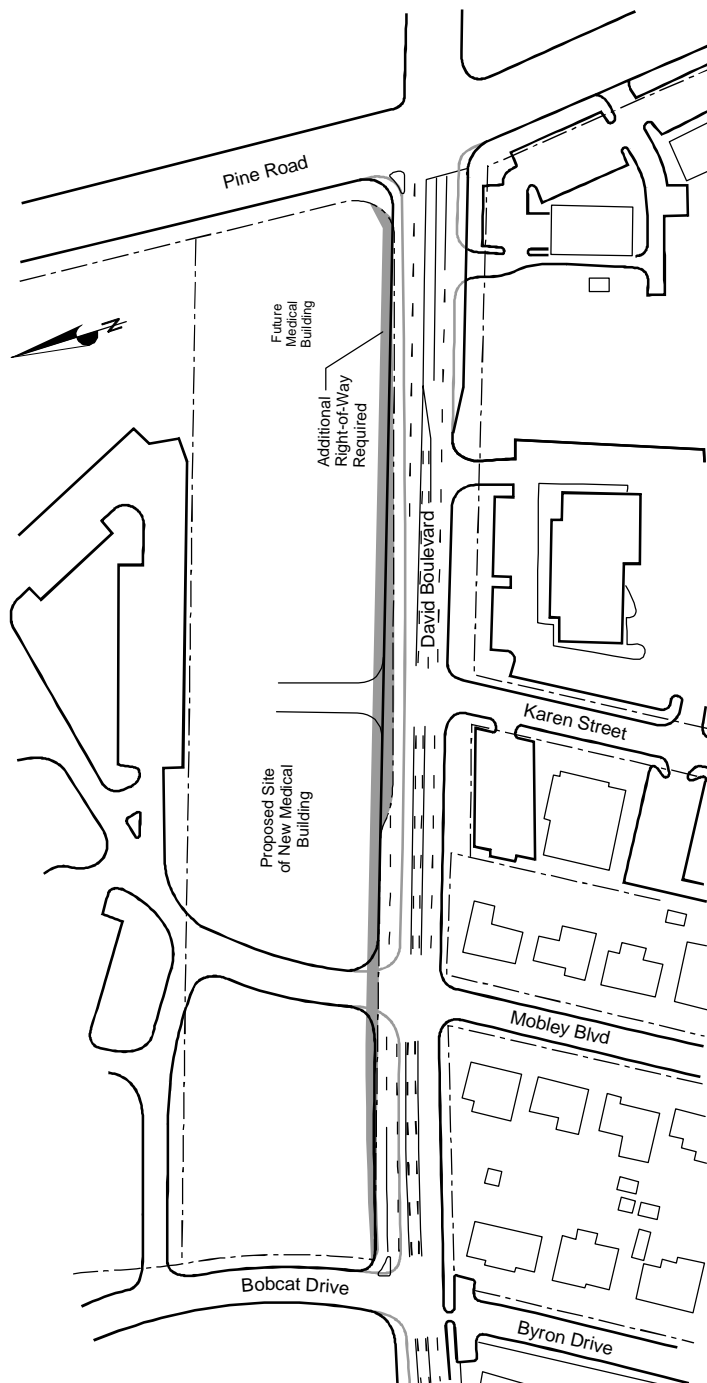 Pine Road
N
Future
Medical
Building
Additional
Right-of-Way
Required
David Boulevard
Karen Street
Proposed Site
of New Medical
Building
Mobley Blvd
Bobcat Drive
Byron Drive